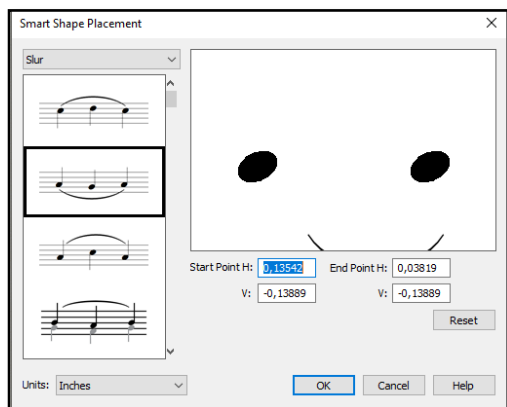 Smart Shape Placement
Slur
Start Point H: 0,13542 End Point H: 0,03819
V: -0,13889 V: -0,13889
Reset
Units: Inches OK Cancel Help